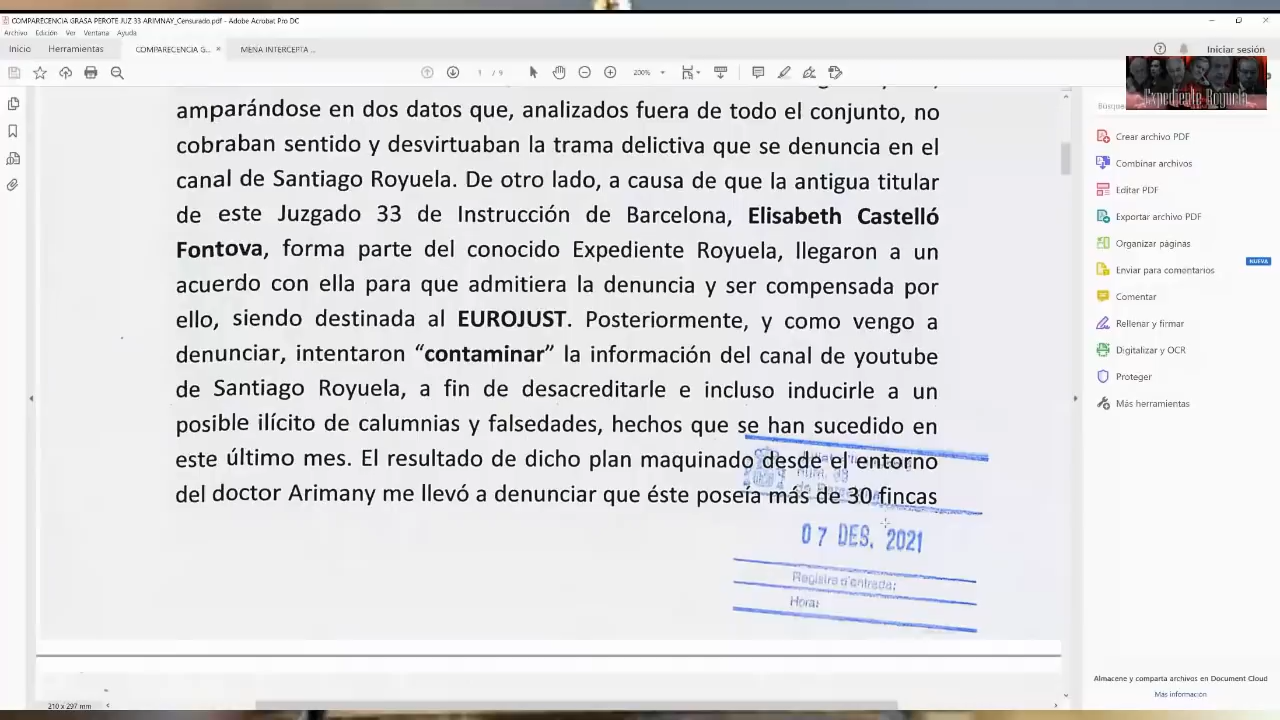 COMPARECENCIA GRASA PEROTE JUZ 33 ARIMNAY_Censurado.pdf - Adobe Acrobat Pro DC
Archivo Edición Ver Ventana Ayuda
Inicio Herramientas COMPARECENCIA G... × MENA INTERCEPTA ... Iniciar sesión
1 / 9 200%
Expediente Royuela
amparándose en dos datos que, analizados fuera de todo el conjunto, no
cobraban sentido y desvirtuaban la trama delictiva que se denuncia en el
canal de Santiago Royuela. De otro lado, a causa de que la antigua titular
de este Juzgado 33 de Instrucción de Barcelona, Elisabeth Castelló
Fontova, forma parte del conocido Expediente Royuela, llegaron a un
acuerdo con ella para que admitiera la denuncia y ser compensada por
ello, siendo destinada al EUROJUST. Posteriormente, y como vengo a
denunciar, intentaron "contaminar" la información del canal de youtube
de Santiago Royuela, a fin de desacreditarle e incluso inducirle a un
posible ilícito de calumnias y falsedades, hechos que se han sucedido en
este último mes. El resultado de dicho plan maquinado desde el entorno
del doctor Arimany me llevó a denunciar que éste poseía más de 30 fincas
07 DES. 2021
Registre d'entrada:
Hora:
210 x 297 mm
Crear archivo PDF
Combinar archivos
Editar PDF
Exportar archivo PDF
Organizar páginas
NUEVA
Enviar para comentarios
Comentar
Rellenar y firmar
Digitalizar y OCR
Proteger
Más herramientas
Almacene y comparta archivos en Document Cloud
Más información